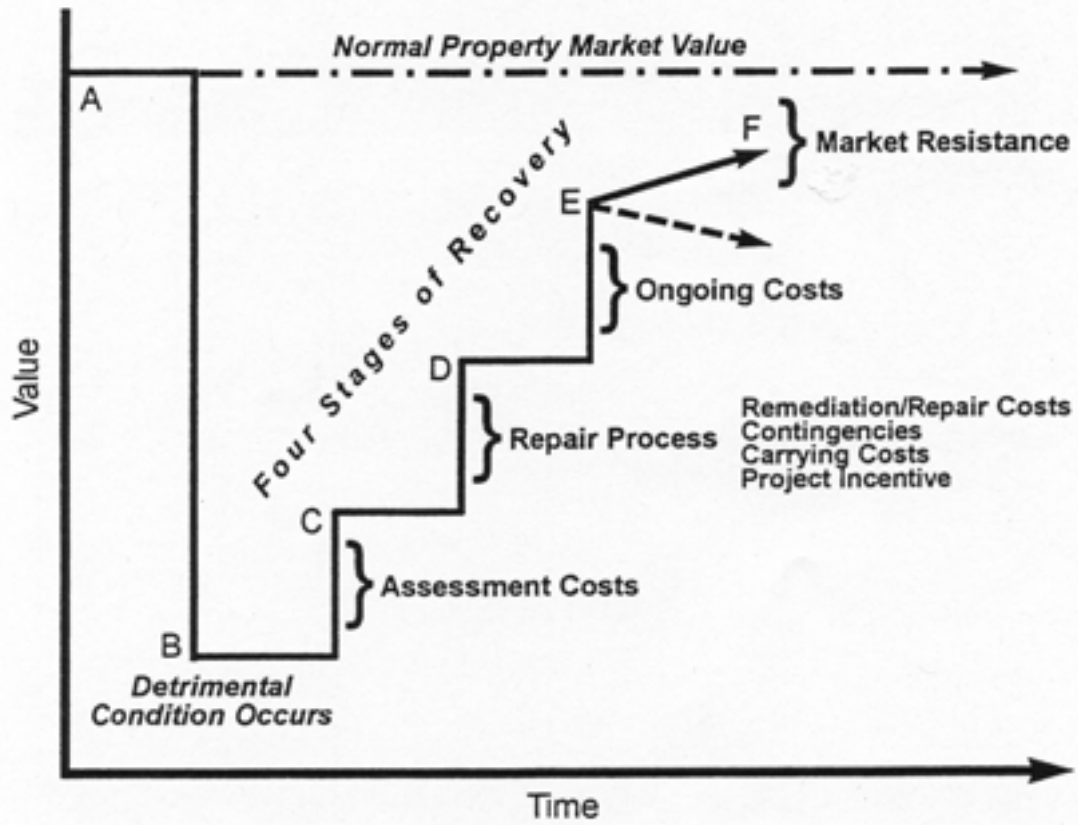 Normal Property Market Value
A
F
Market Resistance
E
Four Stages of Recovery
Ongoing Costs
Value
D
Remediation/Repair Costs
Repair Process
Contingencies
Carrying Costs
Project Incentive
C
Assessment Costs
B
Detrimental
Condition Occurs
Time